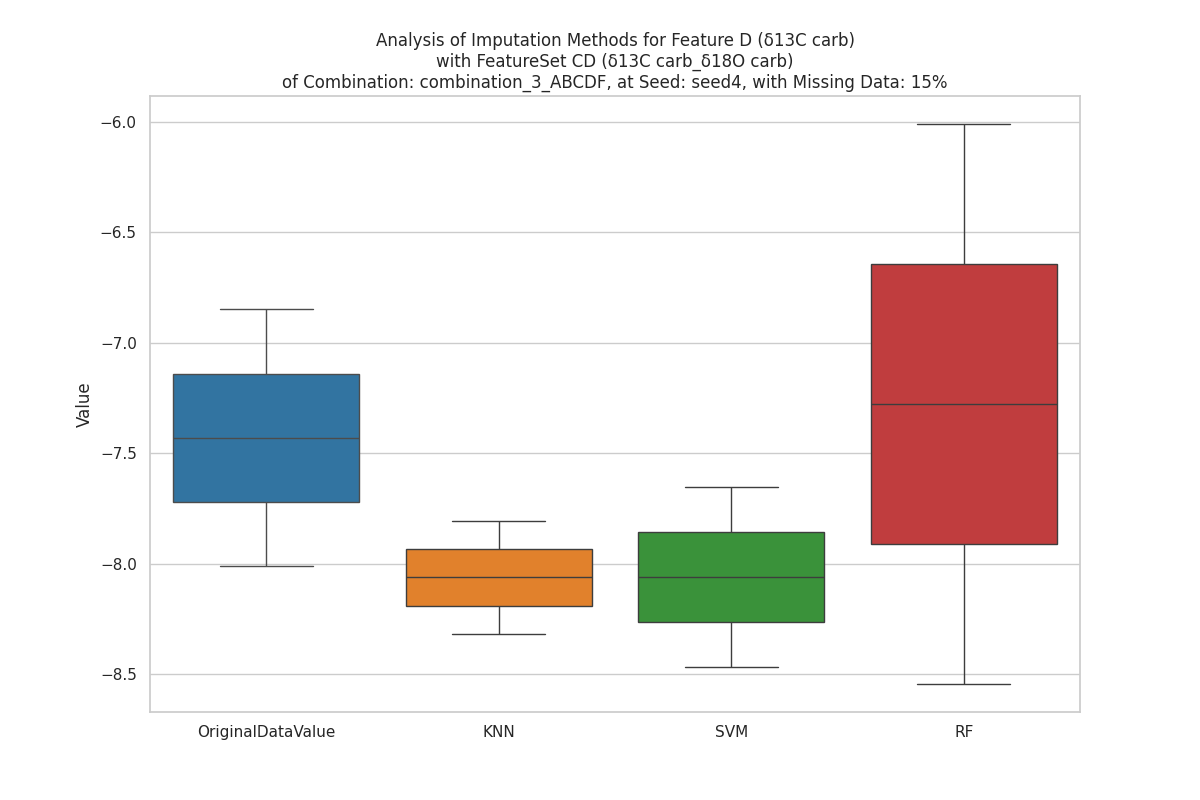 Analysis of Imputation Methods for Feature D (δ13C carb)
with FeatureSet CD (δ13C carb_δ18O carb)
of Combination: combination_3_ABCDF, at Seed: seed4, with Missing Data: 15%
−6.0
−6.5
−7.0
−7.5
−8.0
−8.5
Value
OriginalDataValue
KNN
SVM
RF